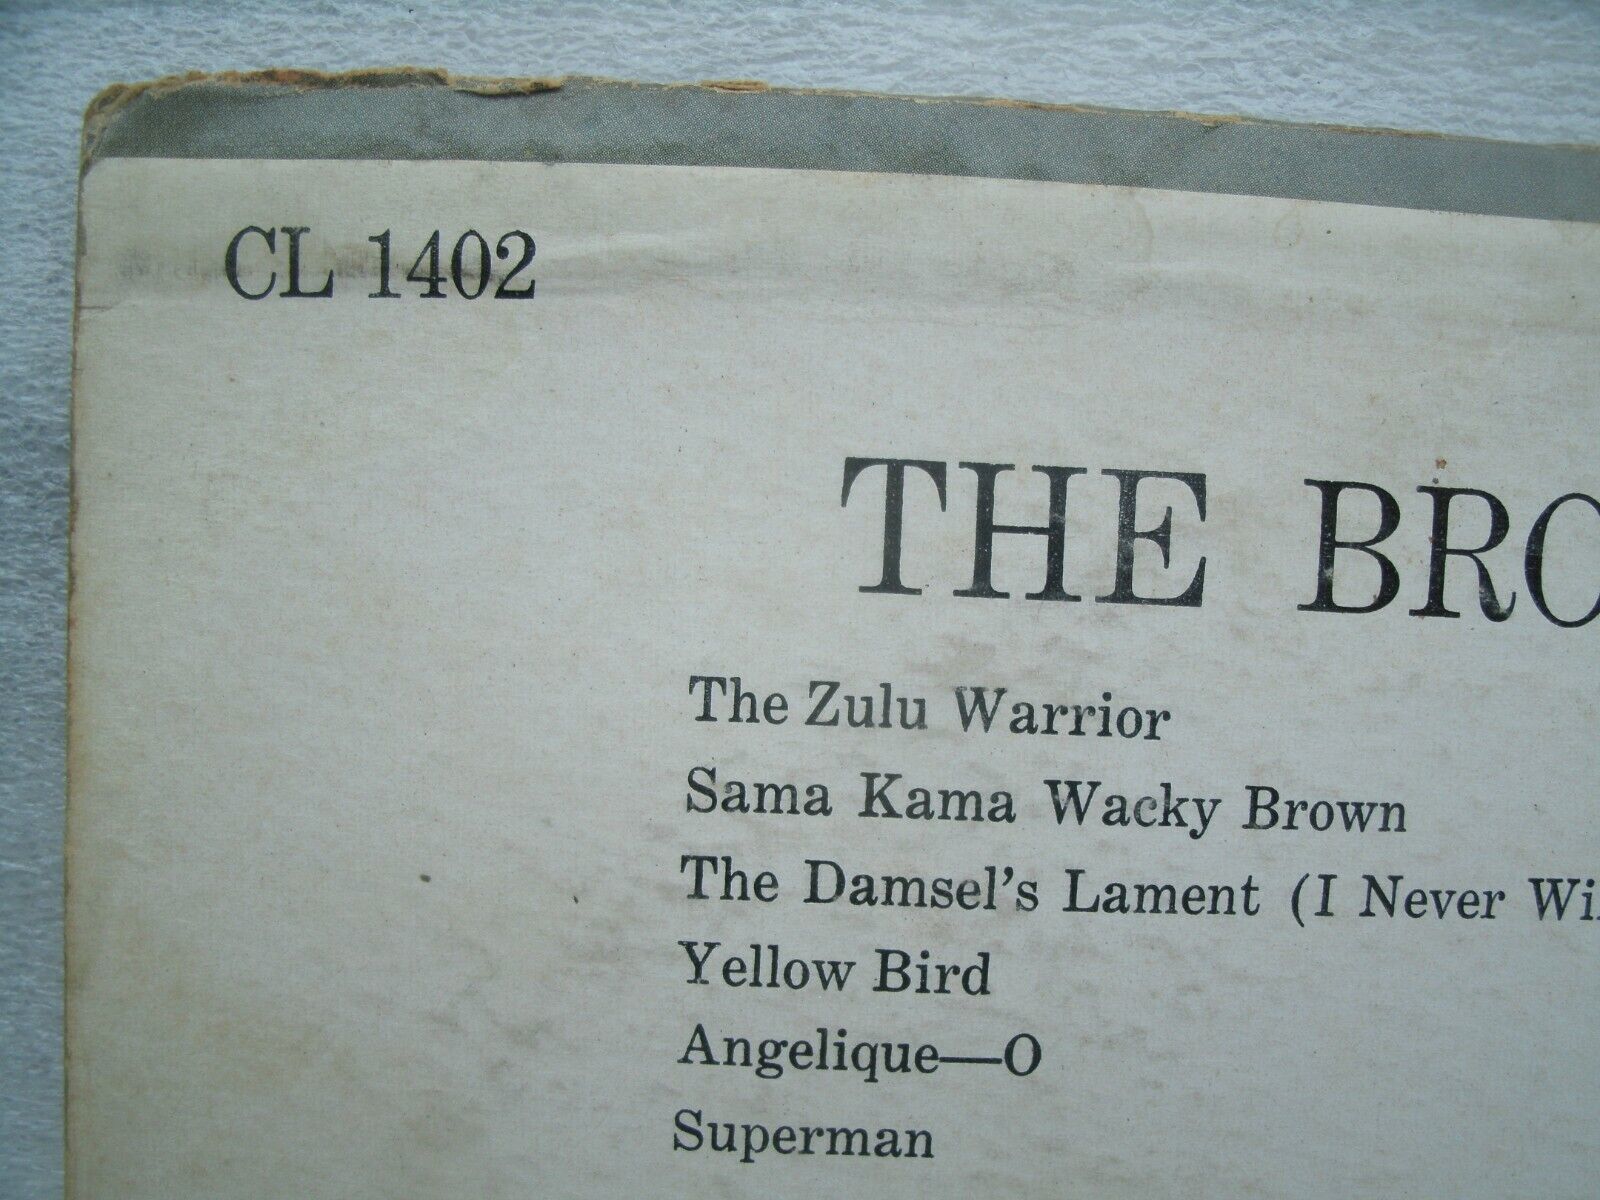 CL 1402
THE BRO
The Zulu Warrior
Sama Kama Wacky Brown
The Damsel's Lament (I Never Wi
Yellow Bird
Angelique—O
Superman